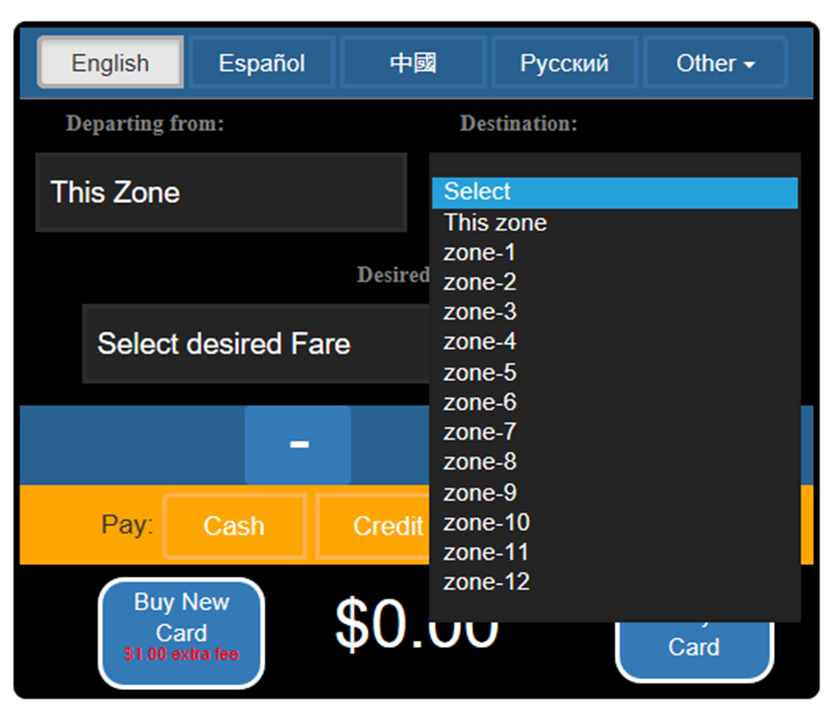 English Español 中國 Русский Other
Departing from: Destination:
This Zone
Select
This zone
zone-1
zone-2
zone-3
zone-4
zone-5
zone-6
zone-7
zone-8
zone-9
zone-10
zone-11
zone-12
Desired
Select desired Fare
-
Pay: Cash Credit
Buy New
Card
$1.00 extra fee
$0.00
Card